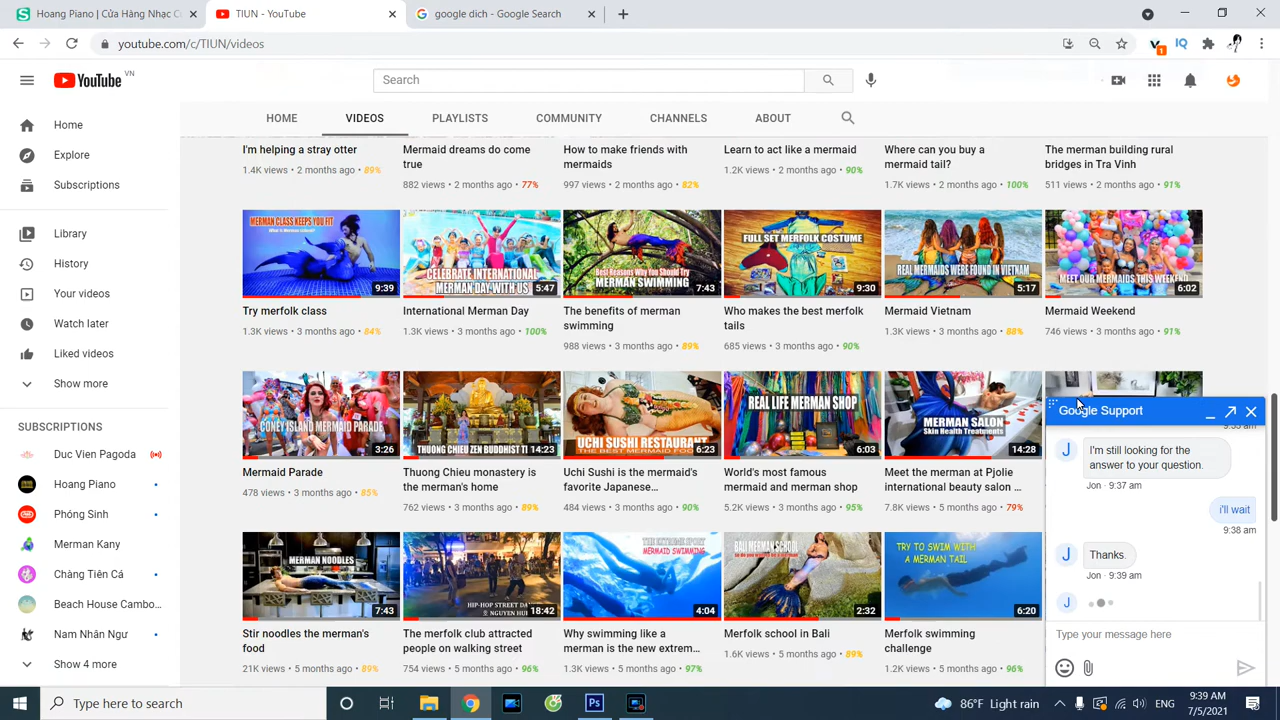 Hoang Piano : Cửa Hàng Nhạc C
TIUN - YouTube
google dich - Google Search
youtube.com/c/TIUN/videos
1
IQ
YouTube VN
Search
HOME
VIDEOS
PLAYLISTS
COMMUNITY
CHANNELS
ABOUT
Home
Explore
Subscriptions
Library
History
Your videos
Watch later
Liked videos
Show more
SUBSCRIPTIONS
Duc Vien Pagoda
Hoang Piano
Phóng Sinh
Merman Kany
Chàng Tiên Cá
Beach House Cambo...
Nam Nhân Ngư
Show 4 more
I'm helping a stray otter
1.4K views • 2 months ago • 89%
Mermaid dreams do come
true
882 views • 2 months ago • 77%
How to make friends with
mermaids
997 views • 2 months ago • 82%
Learn to act like a mermaid
1.2K views • 2 months ago • 90%
Where can you buy a
mermaid tail?
1.7K views • 2 months ago • 100%
The merman building rural
bridges in Tra Vinh
511 views • 2 months ago • 91%
MERMAN CLASS KEEPS YOU FIT
What is Merman school?
9:39
Try merfolk class
1.3K views • 3 months ago • 84%
CELEBRATE INTERNATIONAL
MERMAN DAY WITH US
5:47
International Merman Day
1.3K views • 3 months ago • 100%
Best Reasons Why You Should Try
MERMAN SWIMMING
7:43
The benefits of merman
swimming
988 views • 3 months ago • 89%
FULL SET MERFOLK COSTUME
9:30
Who makes the best merfolk
tails
685 views • 3 months ago • 90%
REAL MERMAIDS WERE FOUND IN VIETNAM
5:17
Mermaid Vietnam
1.3K views • 3 months ago • 88%
MEET OUR MERMAIDS THIS WEEKEND
6:02
Mermaid Weekend
746 views • 3 months ago • 91%
CONEY ISLAND MERMAID PARADE
3:26
Mermaid Parade
478 views • 3 months ago • 85%
THUONG CHIEU ZEN BUDDHIST T
14:23
Thuong Chieu monastery is
the merman's home
762 views • 3 months ago • 89%
UCHI SUSHI RESTAURANT
THE BEST MERMAID FO
6:23
Uchi Sushi is the mermaid's
favorite Japanese...
484 views • 3 months ago • 90%
REAL LIFE MERMAN SHOP
6:03
World's most famous
mermaid and merman shop
5.2K views • 3 months ago • 95%
MERMAN SALON
Skin Health Treatments
14:28
Meet the merman at Pjolie
international beauty salon ...
7.8K views • 5 months ago • 79%
MERMAN NOODLES
7:43
Stir noodles the merman's
food
21K views • 5 months ago • 89%
HIP-HOP STREET DA
NGUYEN HUE
18:42
The merfolk club attracted
people on walking street
754 views • 5 months ago • 96%
THE EXTREME SPORT
MERMAID SWIMMING
4:04
Why swimming like a
merman is the new extrem...
1.3K views • 5 months ago • 97%
BALI MERMAN SCHOOL
2:32
Merfolk school in Bali
1.6K views • 5 months ago • 89%
TRY TO SWIM WITH
A MERMAN TAIL
6:20
Merfolk swimming
challenge
1.2K views • 5 months ago • 96%
Google Support
J
I'm still looking for the
answer to your question.
Jon · 9:37 am
i'll wait
9:38 am
J
Thanks.
Jon · 9:39 am
J
Type your message here
Type here to search
Ps
86°F Light rain
ENG
9:39 AM
7/5/2021